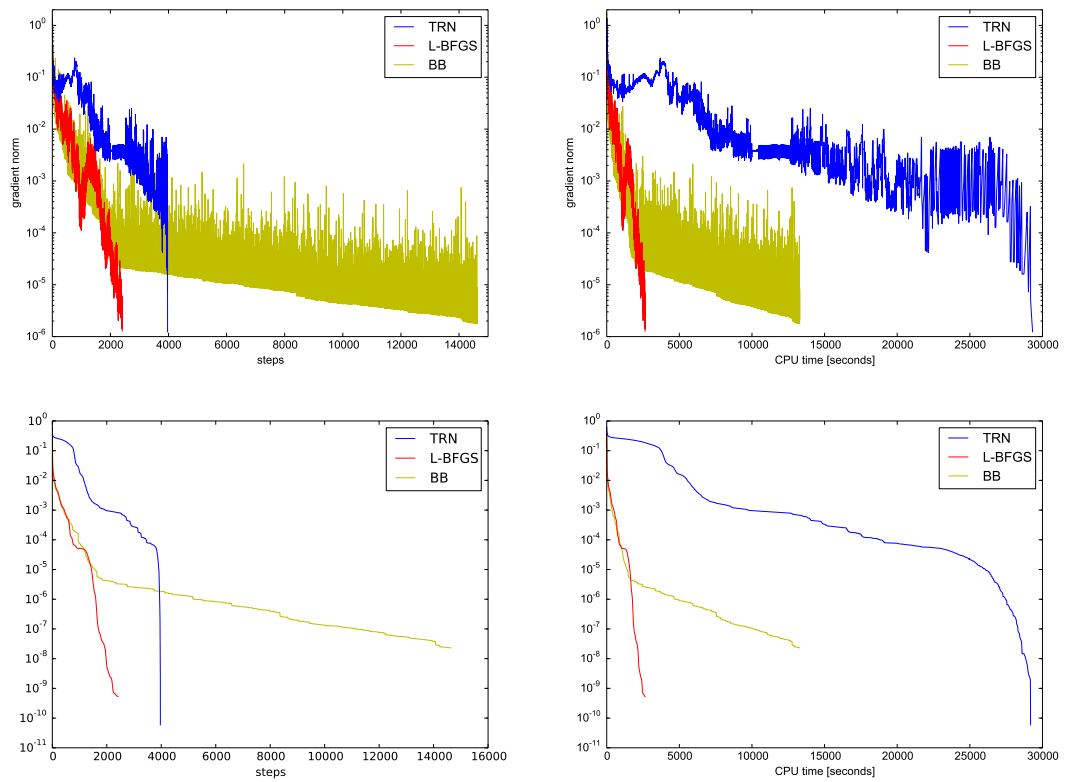 10^0
10^-1
10^-2
10^-3
10^-4
10^-5
10^-6
gradient norm
0 2000 4000 6000 8000 10000 12000 14000
steps
TRN
L-BFGS
BB
10^0
10^-1
10^-2
10^-3
10^-4
10^-5
10^-6
gradient norm
0 5000 10000 15000 20000 25000 30000
CPU time [seconds]
TRN
L-BFGS
BB
10^0
10^-1
10^-2
10^-3
10^-4
10^-5
10^-6
10^-7
10^-8
10^-9
10^-10
10^-11
0 2000 4000 6000 8000 10000 12000 14000 16000
steps
TRN
L-BFGS
BB
10^0
10^-1
10^-2
10^-3
10^-4
10^-5
10^-6
10^-7
10^-8
10^-9
10^-10
10^-11
0 5000 10000 15000 20000 25000 30000
CPU time [seconds]
TRN
L-BFGS
BB